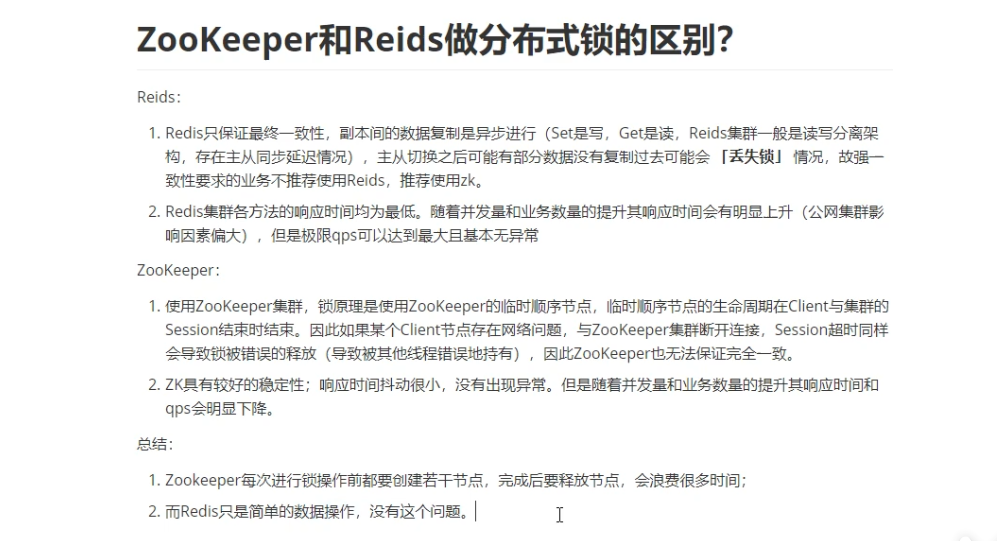 ZooKeeper和Reids做分布式锁的区别？
Reids：
1. Redis只保证最终一致性，副本间的数据复制是异步进行（Set是写，Get是读，Reids集群一般是读写分离架
构，存在主从同步延迟情况），主从切换之后可能有部分数据没有复制过去可能会「丢失锁」情况，故强一
致性要求的业务不推荐使用Reids，推荐使用zk。
2. Redis集群各方法的响应时间均为最低。随着并发量和业务数量的提升其响应时间会有明显上升（公网集群影
响因素偏大），但是极限qps可以达到最大且基本无异常
ZooKeeper：
1. 使用ZooKeeper集群，锁原理是使用ZooKeeper的临时顺序节点，临时顺序节点的生命周期在Client与集群的
Session结束时结束。因此如果某个Client节点存在网络问题，与ZooKeeper集群断开连接，Session超时同样
会导致锁被错误的释放（导致被其他线程错误地持有），因此ZooKeeper也无法保证完全一致。
2. ZK具有较好的稳定性；响应时间抖动很小，没有出现异常。但是随着并发量和业务数量的提升其响应时间和
qps会明显下降。
总结：
1. Zookeeper每次进行锁操作前都要创建若干节点，完成后要释放节点，会浪费很多时间；
2. 而Redis只是简单的数据操作，没有这个问题。